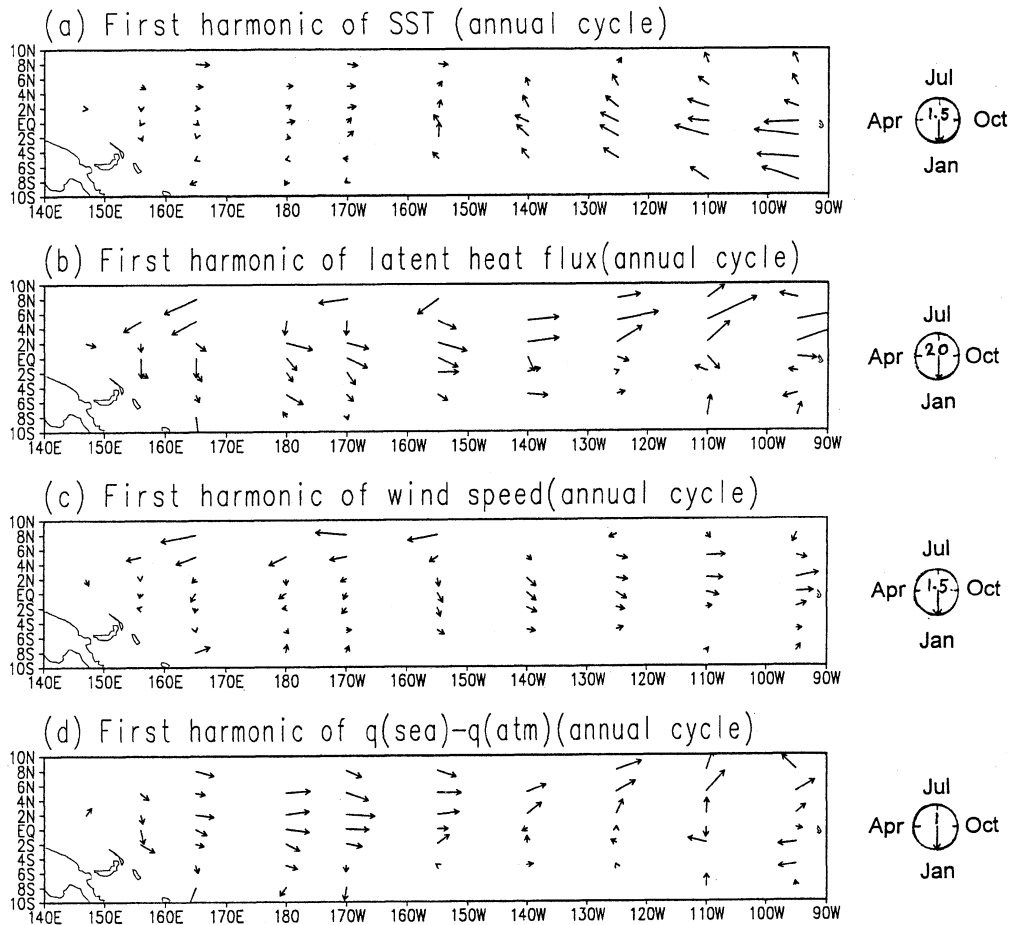 (a) First harmonic of SST (annual cycle)
10N
8N
6N
4N
2N
EQ
2S
4S
6S
8S
10S
140E 150E 160E 170E 180 170W 160W 150W 140W 130W 120W 110W 100W 90W
Jul
Apr 1.5 Oct
Jan
(b) First harmonic of latent heat flux(annual cycle)
10N
8N
6N
4N
2N
EQ
2S
4S
6S
8S
10S
140E 150E 160E 170E 180 170W 160W 150W 140W 130W 120W 110W 100W 90W
Jul
Apr 20 Oct
Jan
(c) First harmonic of wind speed(annual cycle)
10N
8N
6N
4N
2N
EQ
2S
4S
6S
8S
10S
140E 150E 160E 170E 180 170W 160W 150W 140W 130W 120W 110W 100W 90W
Jul
Apr 1.5 Oct
Jan
(d) First harmonic of q(sea)-q(atm)(annual cycle)
10N
8N
6N
4N
2N
EQ
2S
4S
6S
8S
10S
140E 150E 160E 170E 180 170W 160W 150W 140W 130W 120W 110W 100W 90W
Jul
Apr 1 Oct
Jan